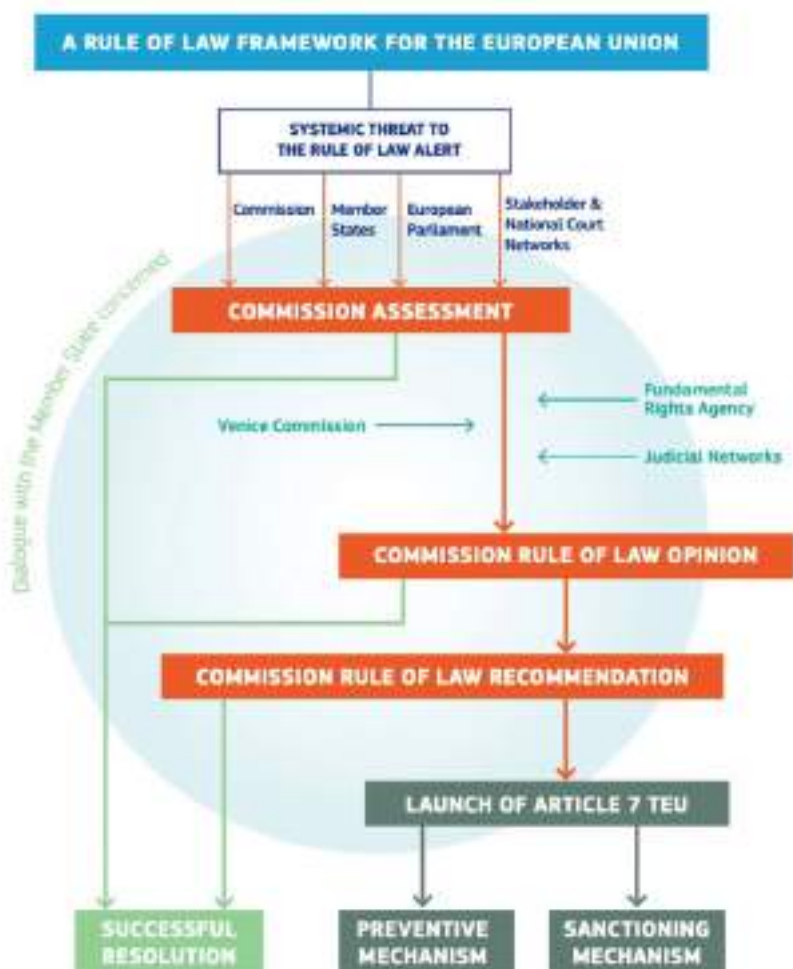 A RULE OF LAW FRAMEWORK FOR THE EUROPEAN UNION
SYSTEMIC THREAT TO
THE RULE OF LAW ALERT
Commission
Member
States
European
Parliament
Stakeholder &
National Court
Networks
Dialogue with the Member State concerned
COMMISSION ASSESSMENT
Fundamental
Rights Agency
Venice Commission
Judicial Networks
COMMISSION RULE OF LAW OPINION
COMMISSION RULE OF LAW RECOMMENDATION
LAUNCH OF ARTICLE 7 TEU
SUCCESSFUL
RESOLUTION
PREVENTIVE
MECHANISM
SANCTIONING
MECHANISM